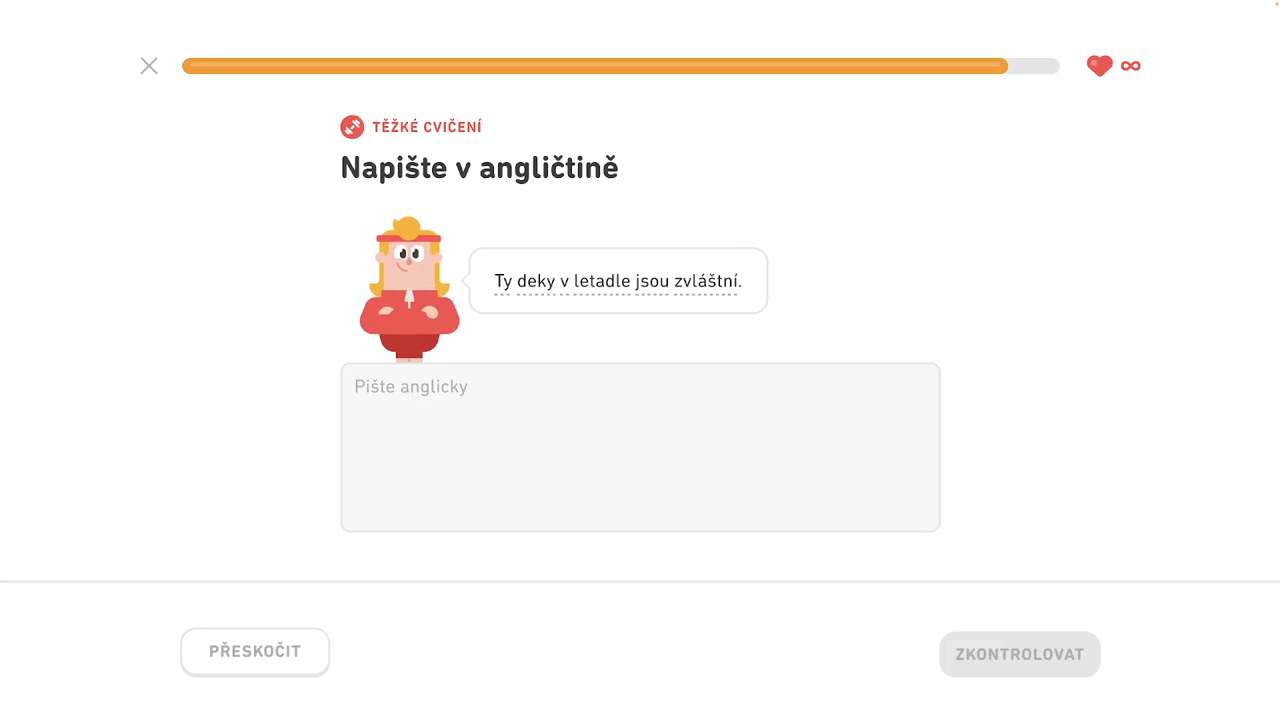 TĚŽKÉ CVIČENÍ
Napište v angličtině
Ty deky v letadle jsou zvláštní.
Pište anglicky
PŘESKOČIT
ZKONTROLOVAT